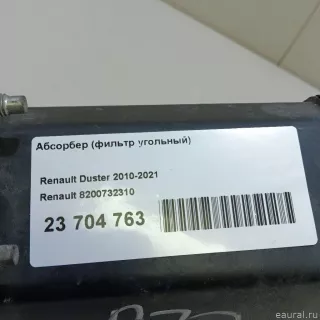 Абсорбер (фильтр угольный)
Renault Duster 2010-2021
Renault 8200732310
23 704 763
eaural.ru